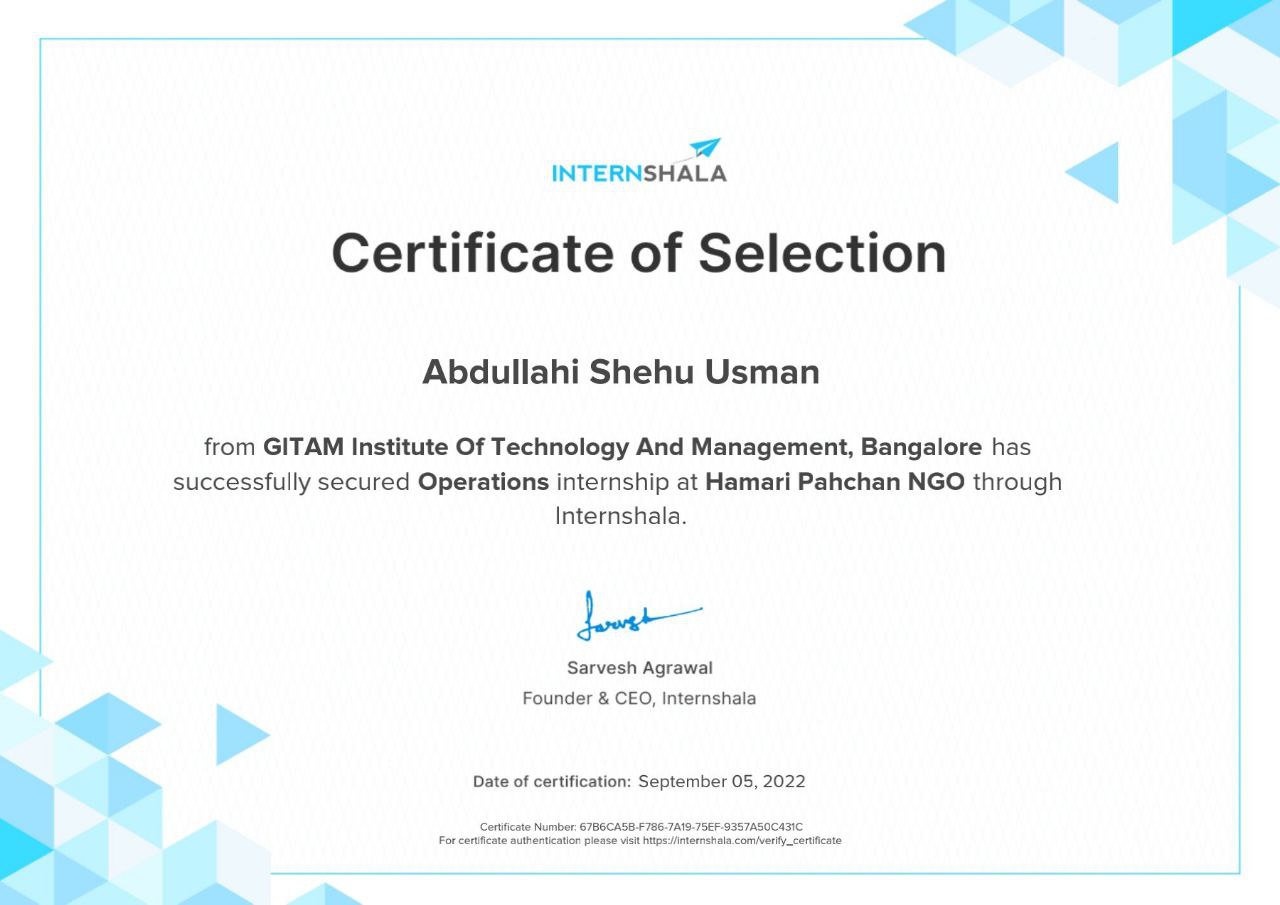 INTERNSHALA
Certificate of Selection
Abdullahi Shehu Usman
from GITAM Institute Of Technology And Management, Bangalore has
successfully secured Operations internship at Hamari Pahchan NGO through
Internshala.
Sarvesh
Sarvesh Agrawal
Founder & CEO, Internshala
Date of certification: September 05, 2022
Certificate Number: 67B6CA5B-F786-7A19-75EF-9357A50C431C
For certificate authentication please visit https://internshala.com/verify_certificate